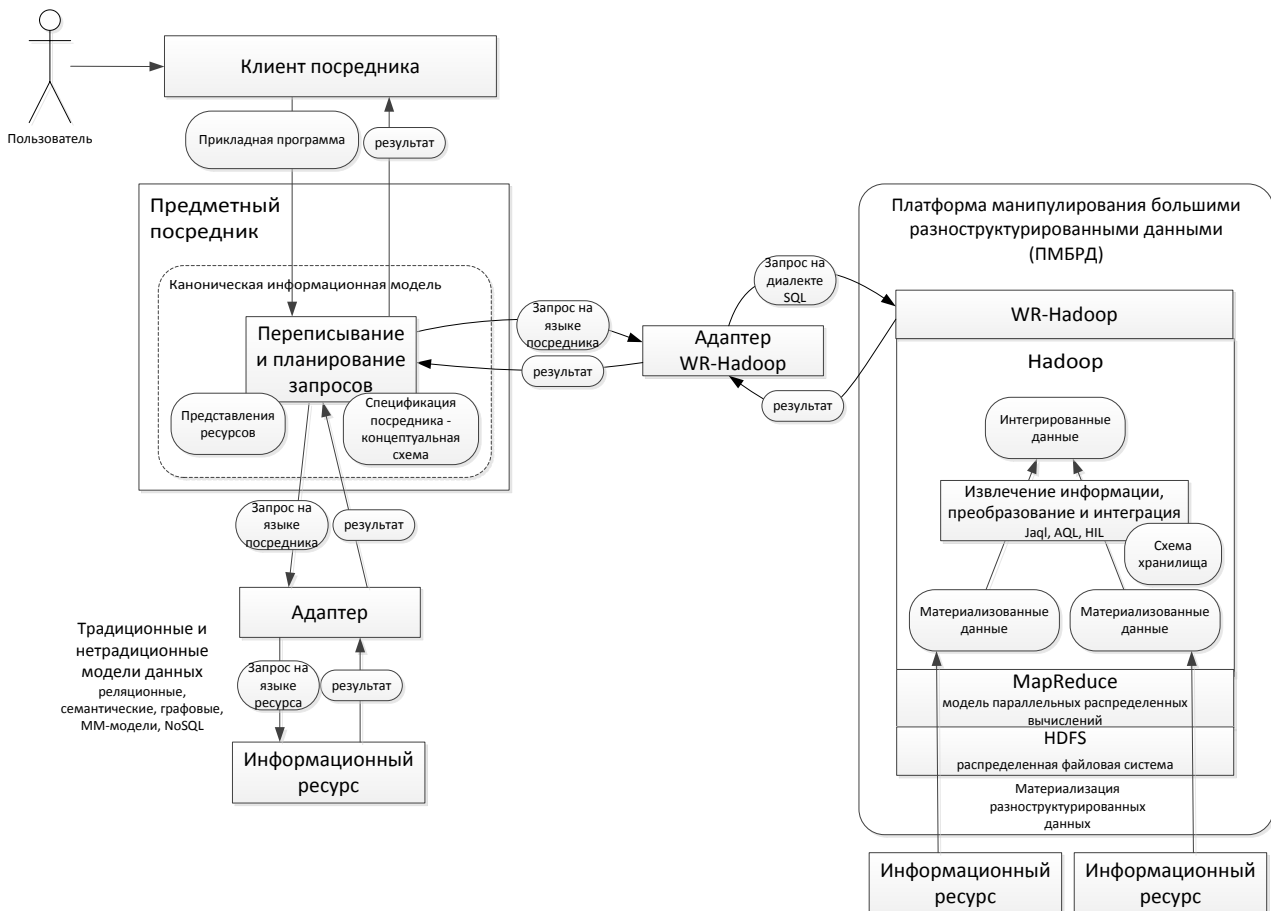 Клиент посредника
Пользователь
Прикладная программа
результат
Предметный
посредник
Каноническая информационная модель
Переписывание
и планирование
запросов
Представления
ресурсов
Спецификация
посредника -
концептуальная
схема
Запрос на
языке
посредника
результат
Адаптер
WR-Hadoop
Запрос на
диалекте
SQL
результат
Запрос на
языке
посредника
результат
Адаптер
Традиционные и
нетрадиционные
модели данных
реляционные,
семантические, графовые,
ММ-модели, NoSQL
Запрос на
языке
ресурса
результат
Информационный
ресурс
Платформа манипулирования большими
разноструктурированными данными
(ПМБРД)
WR-Hadoop
Hadoop
Интегрированные
данные
Извлечение информации,
преобразование и интеграция
Jaql, AQL, HIL
Схема
хранилища
Материализованные
данные
Материализованные
данные
MapReduce
модель параллельных распределенных
вычислений
HDFS
распределенная файловая система
Материализация
разноструктурированных
данных
Информационный
ресурс
Информационный
ресурс